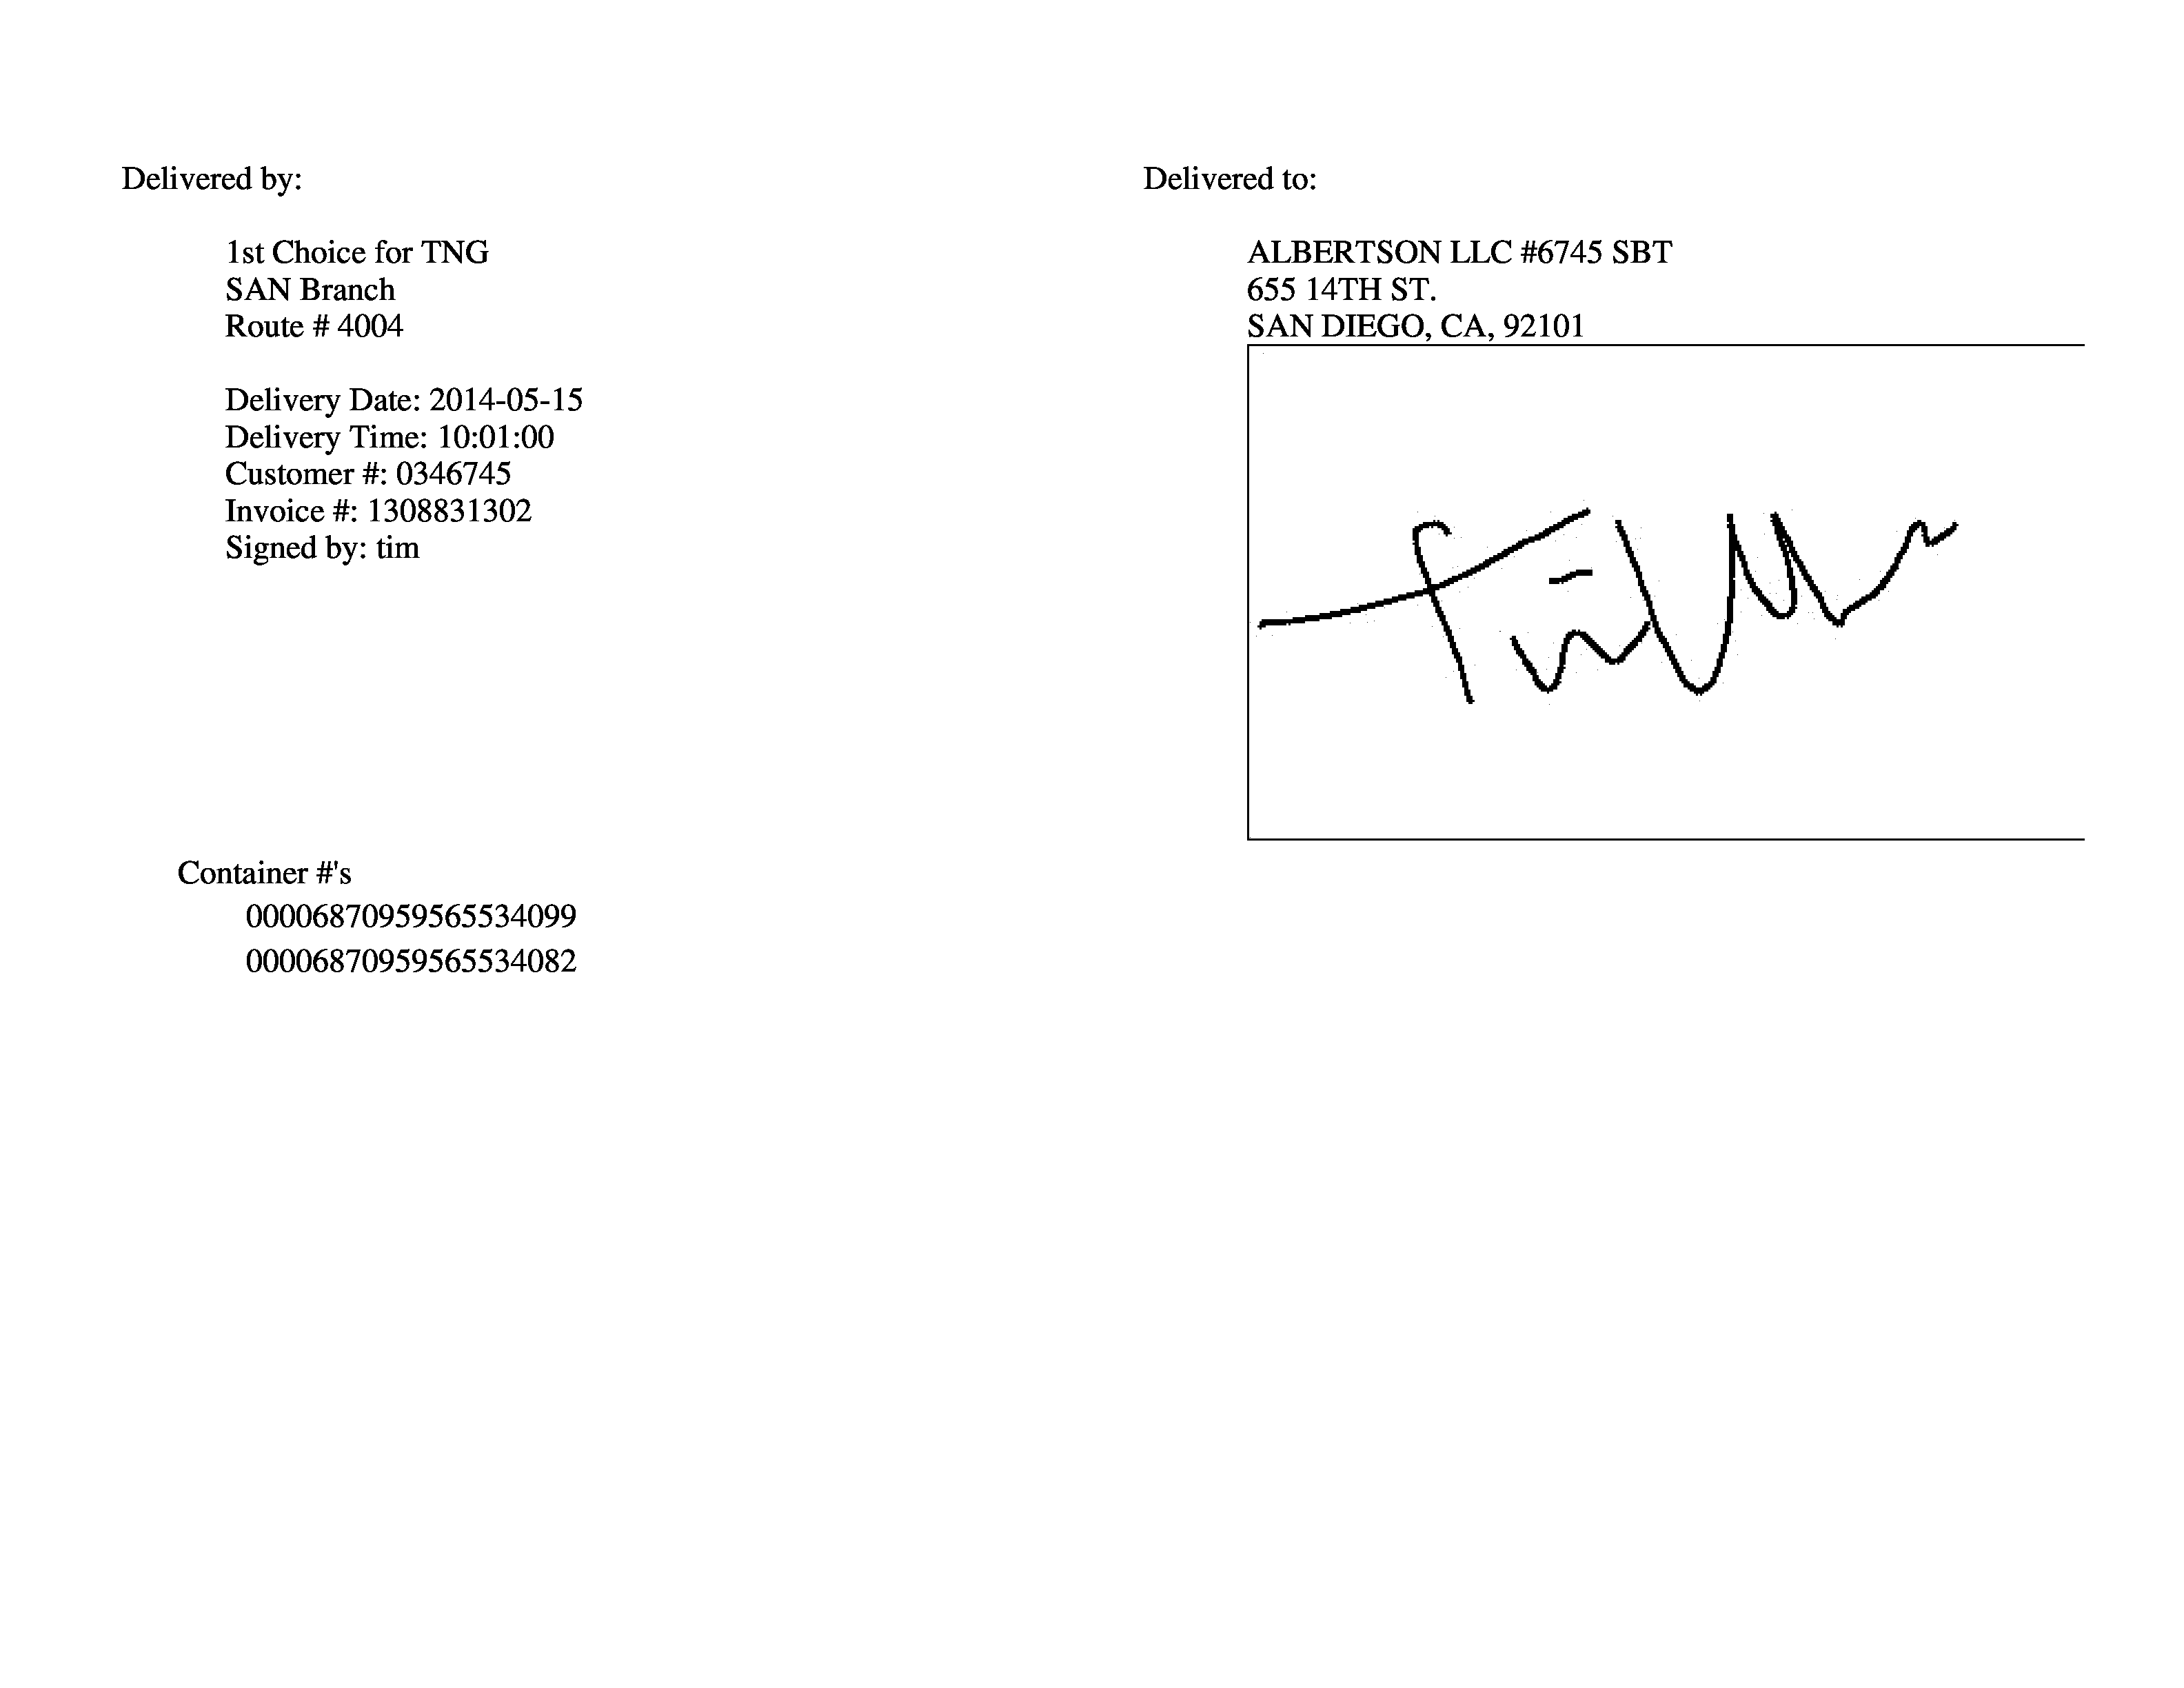 Delivered by:
1st Choice for TNG
SAN Branch
Route # 4004
Delivery Date: 2014-05-15
Delivery Time: 10:01:00
Customer #: 0346745
Invoice #: 1308831302
Signed by: tim
Delivered to:
ALBERTSON LLC #6745 SBT
655 14TH ST.
SAN DIEGO, CA, 92101
Container #'s
00006870959565534099
00006870959565534082